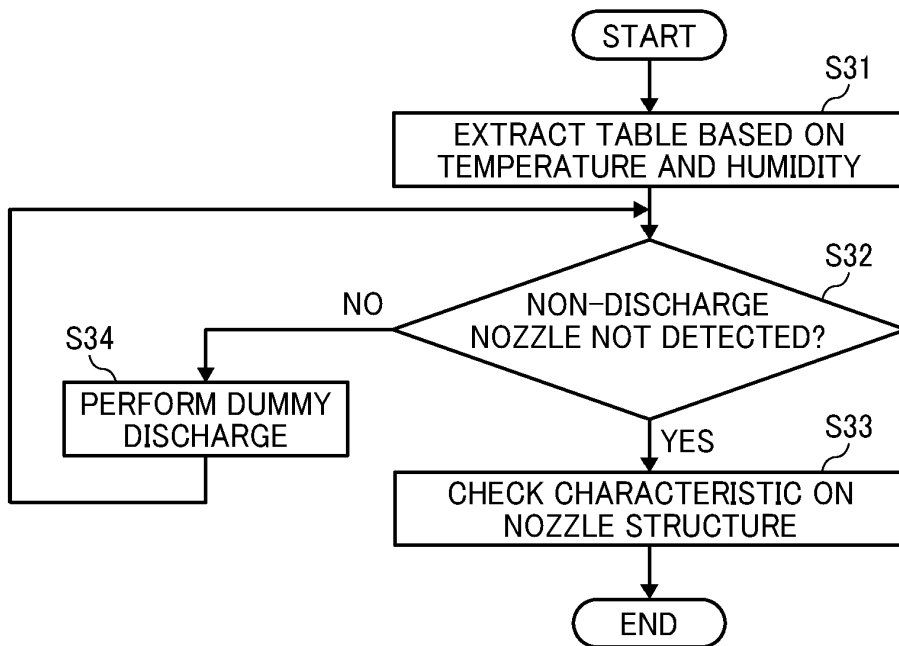 START
S31
EXTRACT TABLE BASED ON
TEMPERATURE AND HUMIDITY
S32
NON-DISCHARGE
NOZZLE NOT DETECTED?
NO
S34
PERFORM DUMMY
DISCHARGE
YES
S33
CHECK CHARACTERISTIC ON
NOZZLE STRUCTURE
END